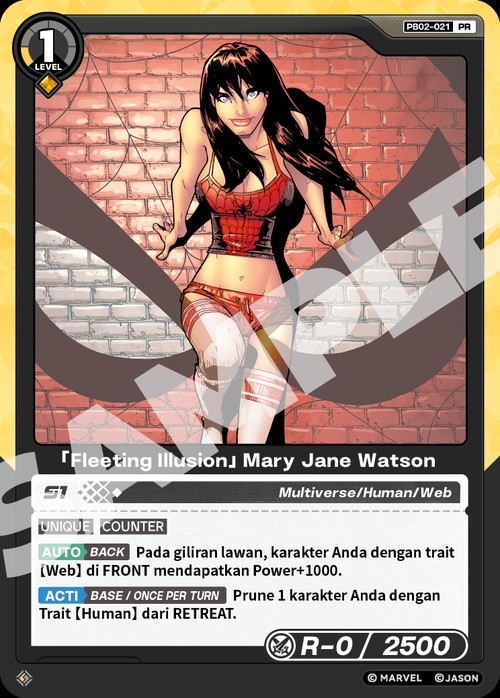 PB02-021 PR
1
LEVEL
「Fleeting Illusion」 Mary Jane Watson
S1
Multiverse/Human/Web
UNIQUE COUNTER
AUTO BACK Pada giliran lawan, karakter Anda dengan trait
【Web】 di FRONT mendapatkan Power+1000.
ACTI BASE / ONCE PER TURN Prune 1 karakter Anda dengan
Trait 【Human】 dari RETREAT.
R-0 / 2500
SAMPLE
© MARVEL ©JASON